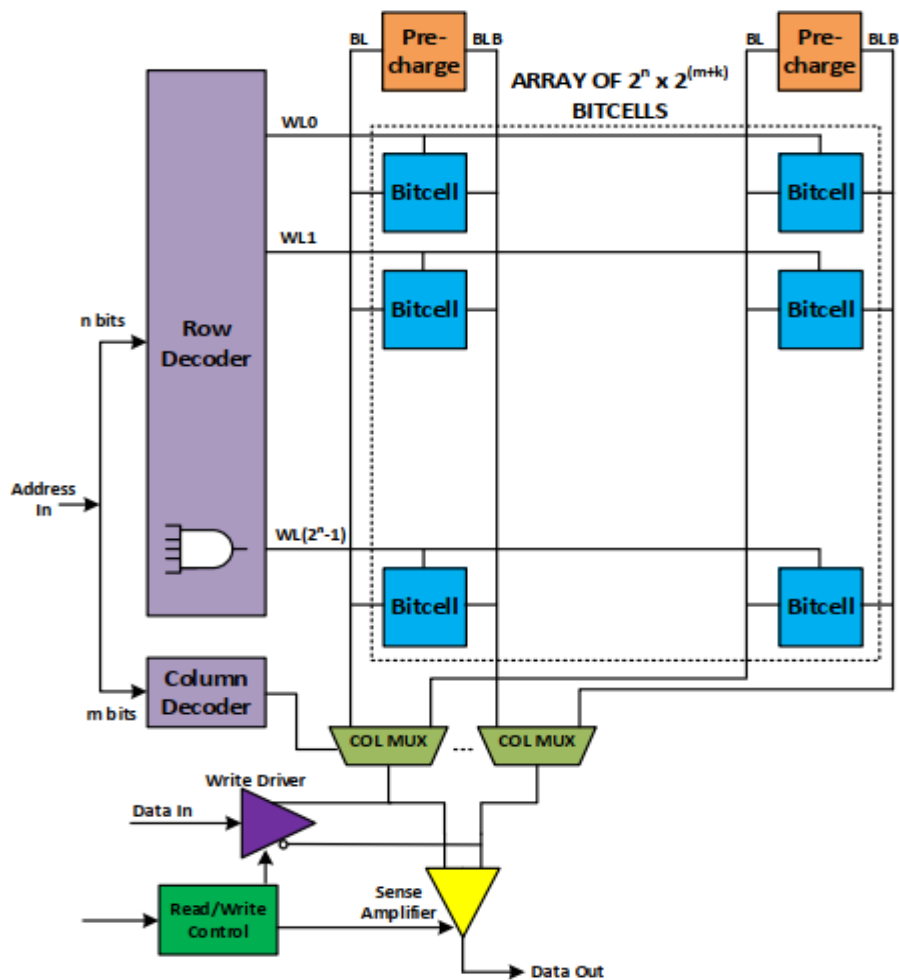 BL
Pre-
charge
BLB
BL
Pre-
charge
BLB
ARRAY OF 2ⁿ x 2⁽ᵐ⁺ᵏ⁾
BITCELLS
WL0
Bitcell
Bitcell
WL1
Bitcell
Bitcell
n bits
Row
Decoder
Address
In
WL(2ⁿ-1)
Bitcell
Bitcell
Column
Decoder
m bits
COL MUX
....
COL MUX
Write Driver
Data In
Read/Write
Control
Sense
Amplifier
Data Out